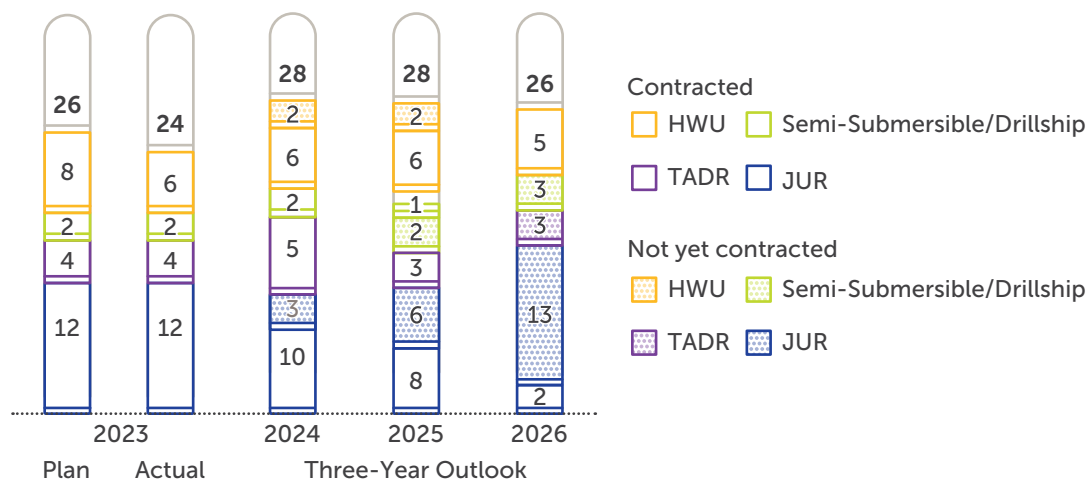 26
8
2
4
12
24
6
2
4
12
28
2
6
2
5
3
10
28
2
6
1
2
3
6
8
26
5
3
3
13
2
2023
2024
2025
2026
Plan
Actual
Three-Year Outlook
Contracted
HWU
Semi-Submersible/Drillship
TADR
JUR
Not yet contracted
HWU
Semi-Submersible/Drillship
TADR
JUR